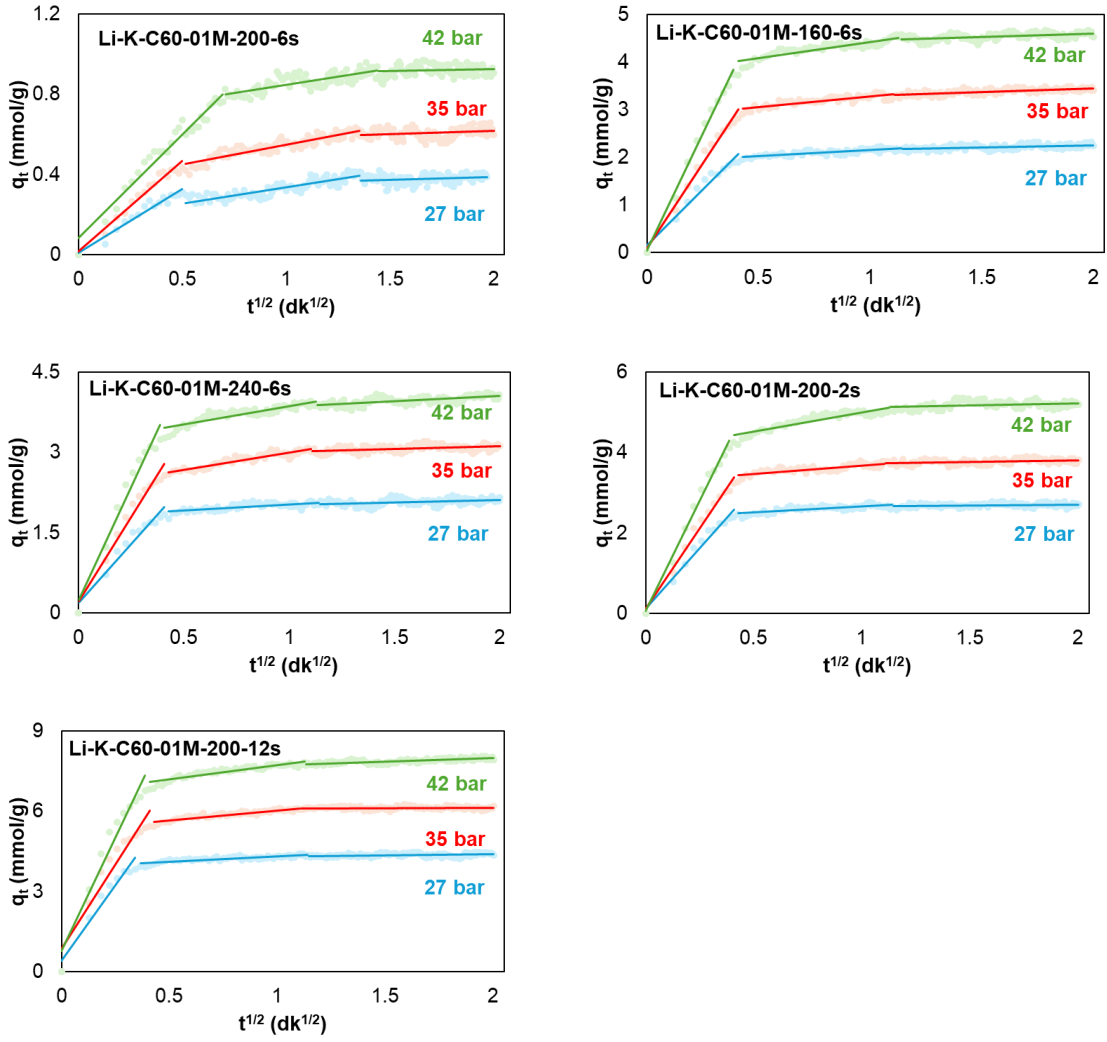 Li-K-C60-01M-200-6s
1.2
0.8
0.4
0
qt (mmol/g)
42 bar
35 bar
27 bar
0 0.5 1 1.5 2
t1/2 (dk1/2)
Li-K-C60-01M-160-6s
5
4
3
2
1
0
qt (mmol/g)
42 bar
35 bar
27 bar
0 0.5 1 1.5 2
t1/2 (dk1/2)
Li-K-C60-01M-240-6s
4.5
3
1.5
0
qt (mmol/g)
42 bar
35 bar
27 bar
0 0.5 1 1.5 2
t1/2 (dk1/2)
Li-K-C60-01M-200-2s
6
4
2
0
qt (mmol/g)
42 bar
35 bar
27 bar
0 0.5 1 1.5 2
t1/2 (dk1/2)
Li-K-C60-01M-200-12s
9
6
3
0
qt (mmol/g)
42 bar
35 bar
27 bar
0 0.5 1 1.5 2
t1/2 (dk1/2)